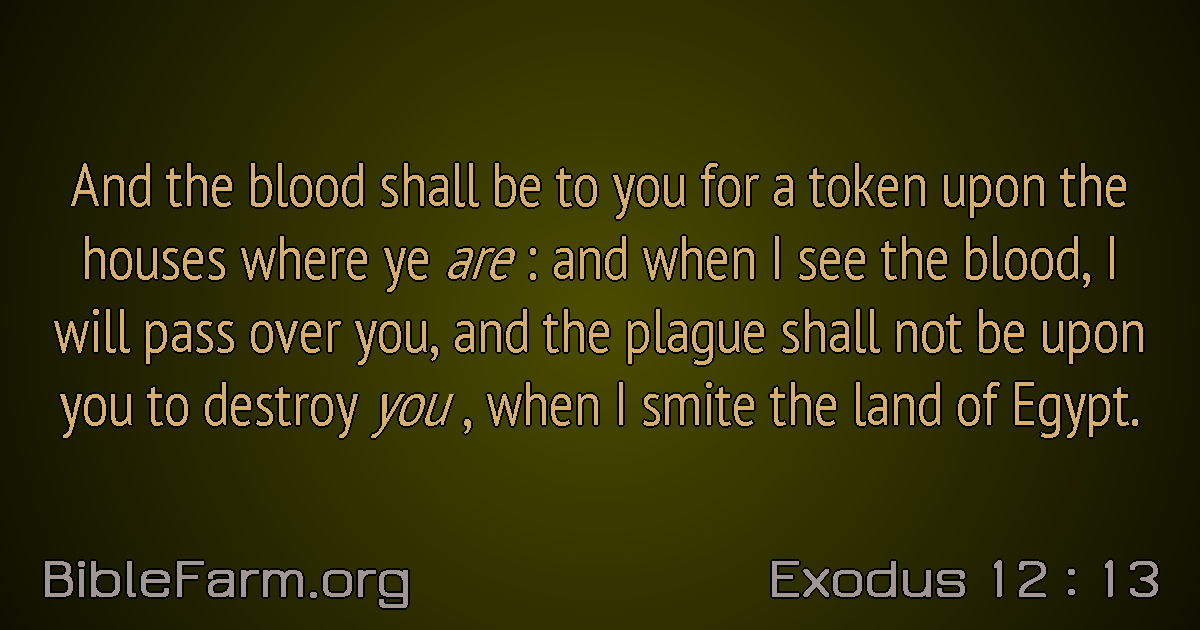 And the blood shall be to you for a token upon the
houses where ye are : and when I see the blood, I
will pass over you, and the plague shall not be upon
you to destroy you , when I smite the land of Egypt.
BibleFarm.org
Exodus 12 : 13